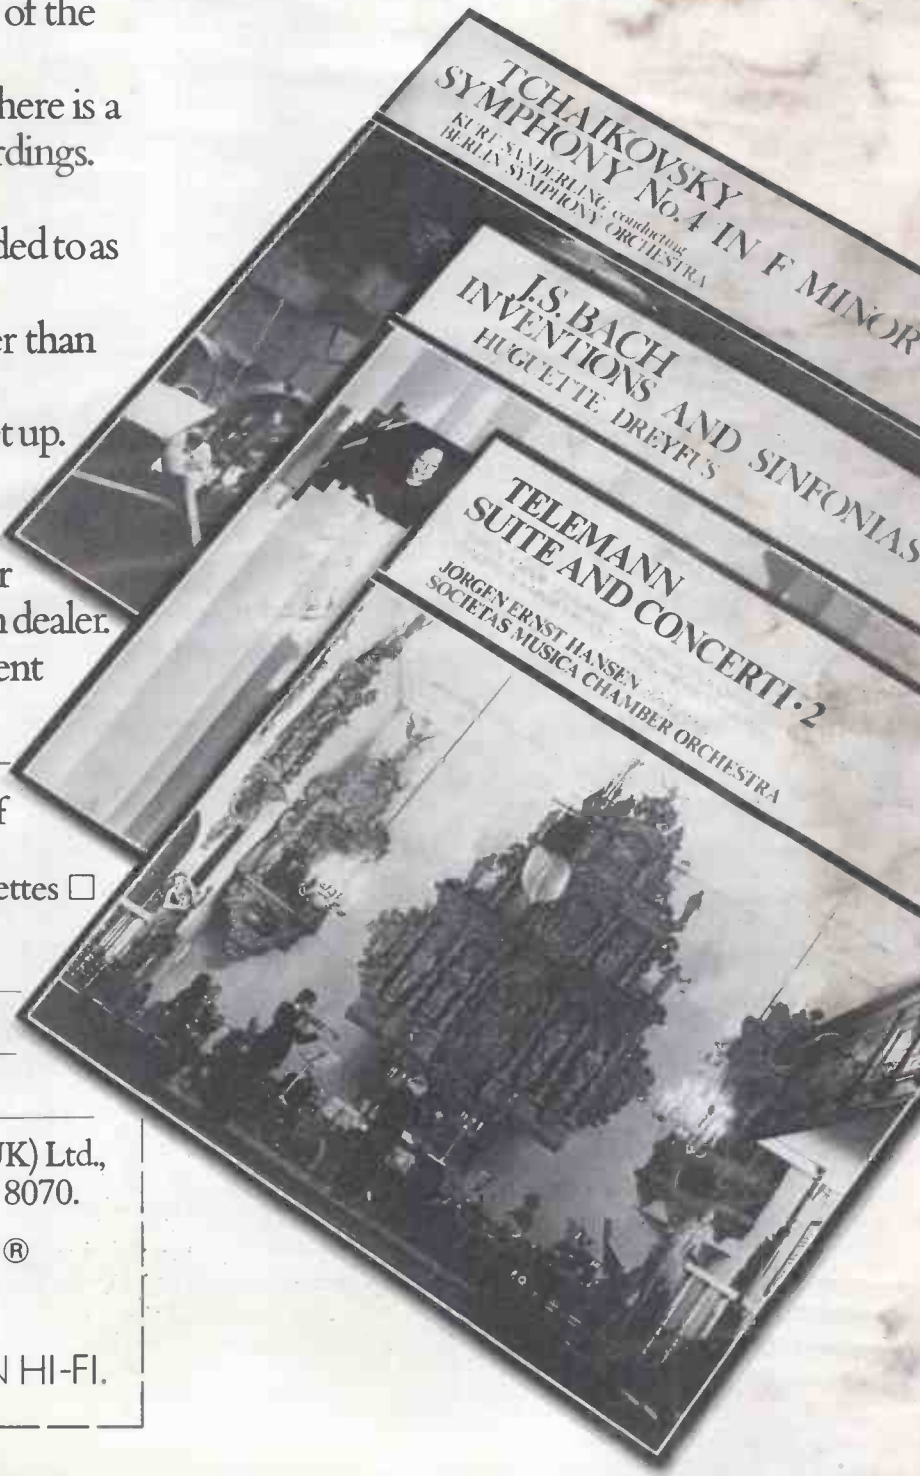 of the
here is a
rdings.
ded to as
er than
t up.
r
n dealer.
ent
f
ettes □
UK) Ltd.,
8070.
®
N HI-FI.
TCHAIKOVSKY
SYMPHONY No. 4 IN F MINOR
KURT SANDERLING conducting
BERLIN SYMPHONY ORCHESTRA
J.S. BACH
INVENTIONS AND SINFONIAS
HUGUETTE DREYFUS
TELEMANN
SUITE AND CONCERTI · 2
JÖRGEN ERNST HANSEN
SOCIETAS MUSICA CHAMBER ORCHESTRA